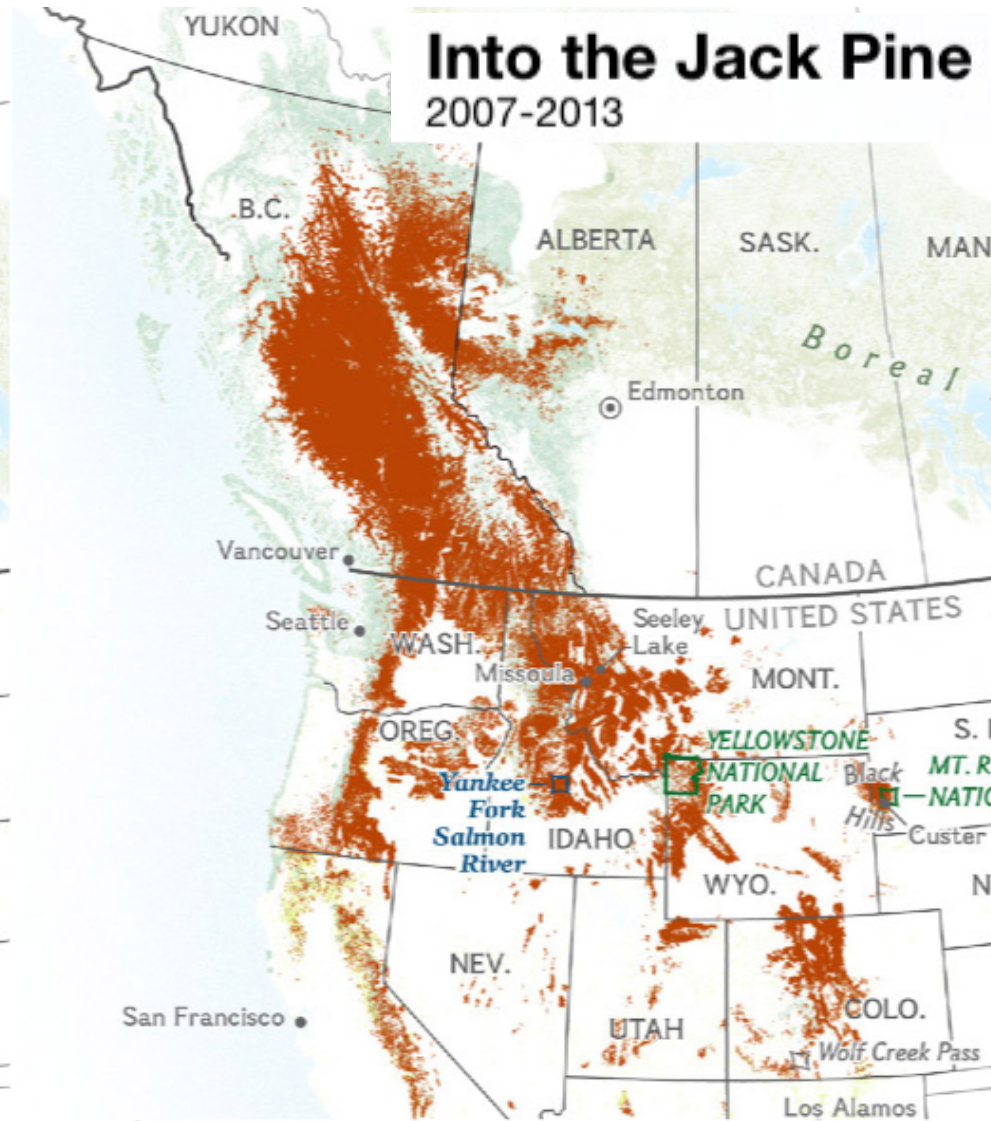 Into the Jack Pine
2007-2013
YUKON
B.C.
ALBERTA
SASK.
MAN
Boreal
Edmonton
Vancouver
CANADA
UNITED STATES
Seattle
WASH.
Seeley
Lake
Missoula
MONT.
OREG.
YELLOWSTONE
NATIONAL
PARK
Black
Hills
S.
MT. R
NATIO
Custer
Yankee
Fork
Salmon
River
IDAHO
WYO.
N
NEV.
San Francisco
UTAH
COLO.
Wolf Creek Pass
Los Alamos